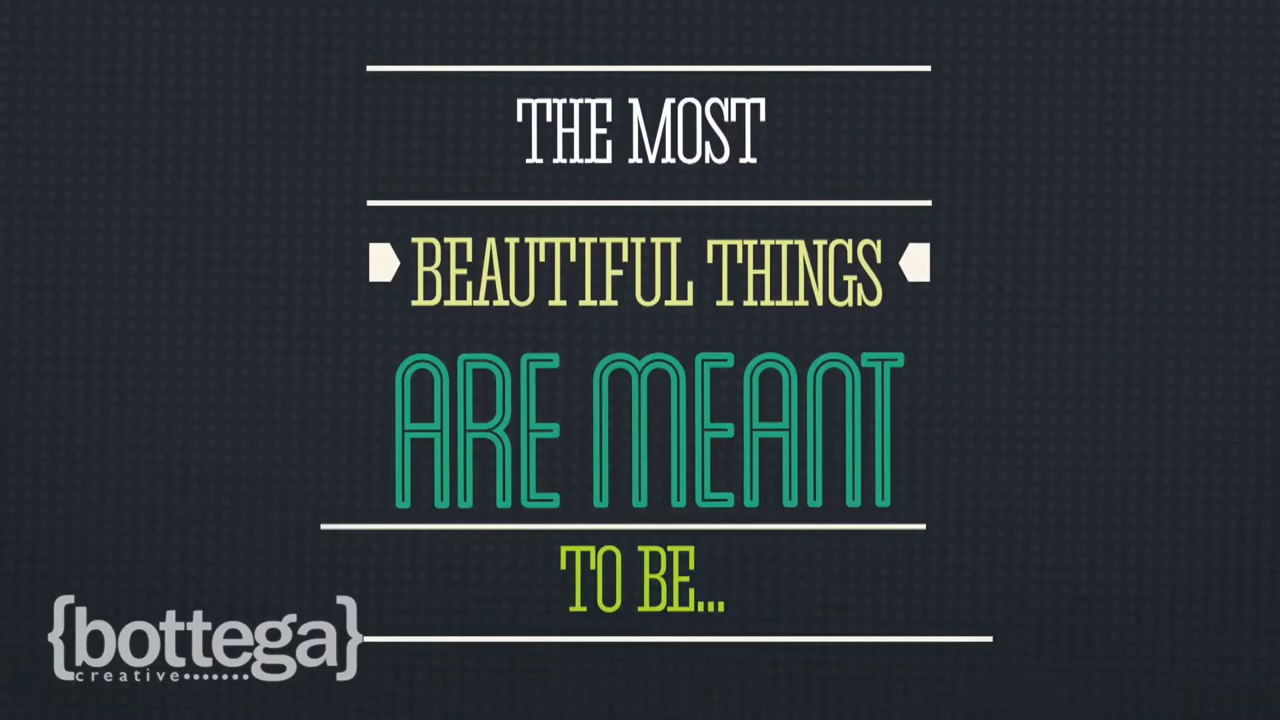 THE MOST
BEAUTIFUL THINGS
ARE MEANT
TO BE...
{bottega}
creative.......